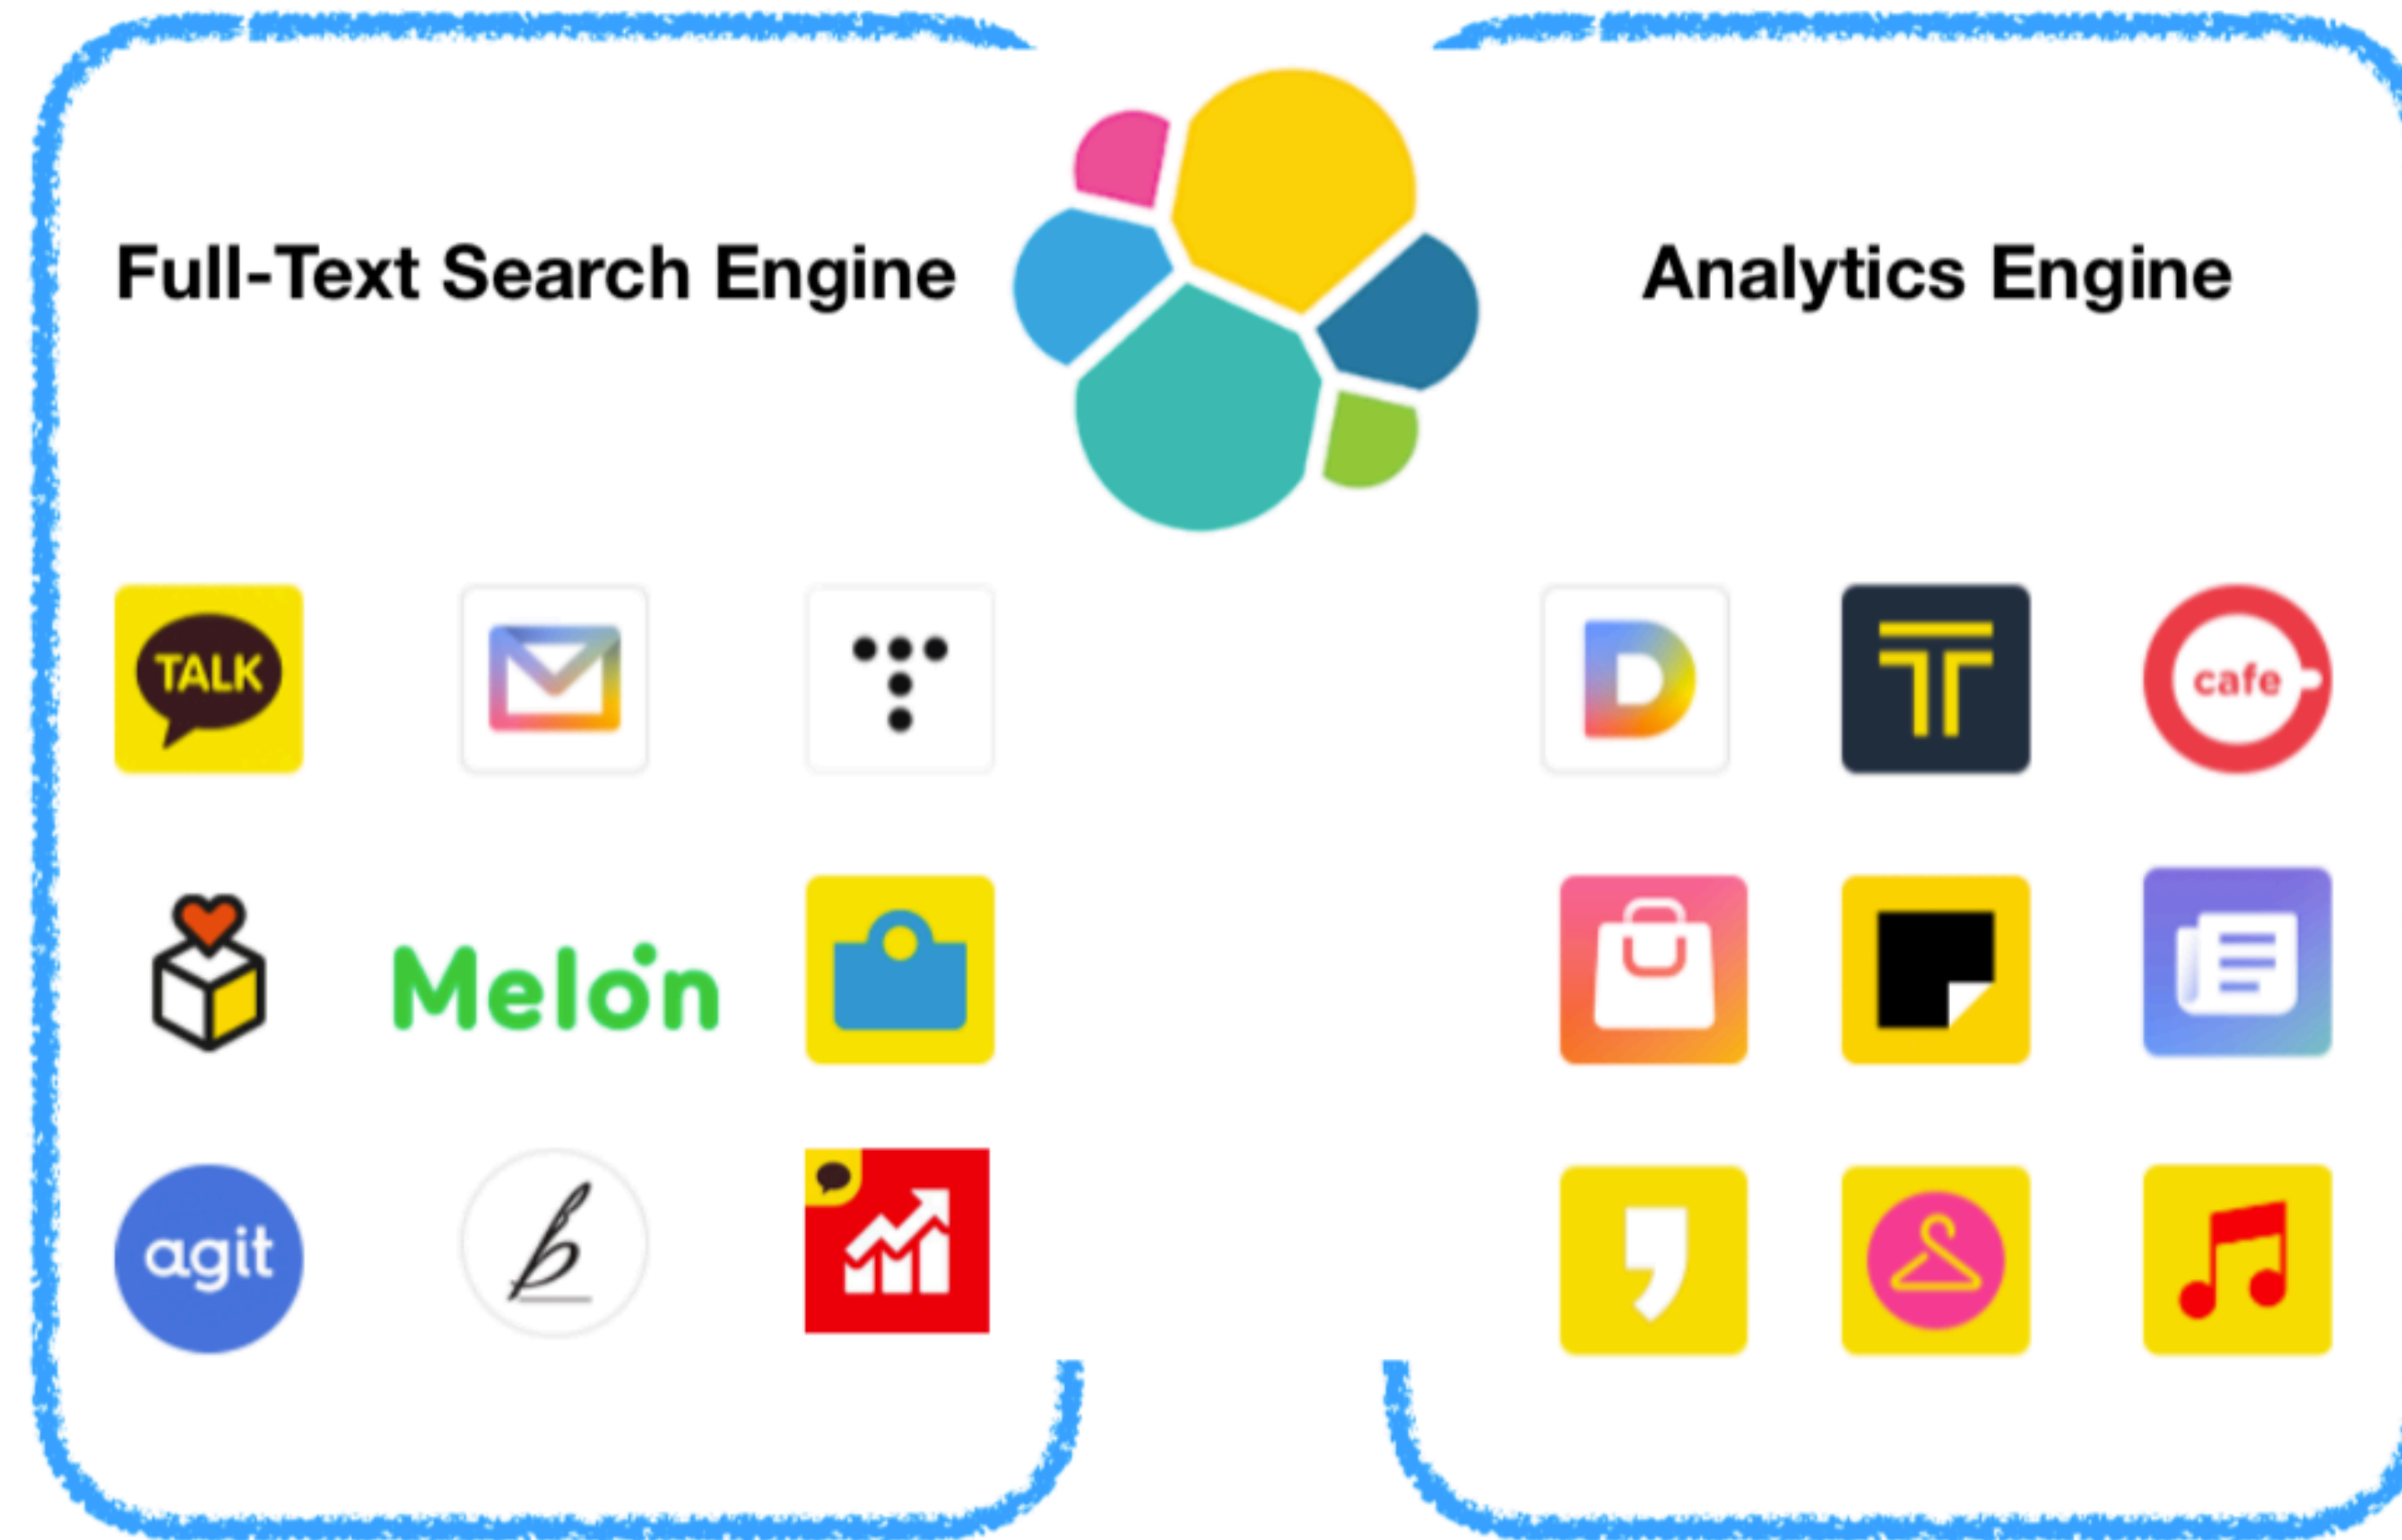 Full-Text Search Engine
Analytics Engine
TALK
cafe
Melon
agit
b